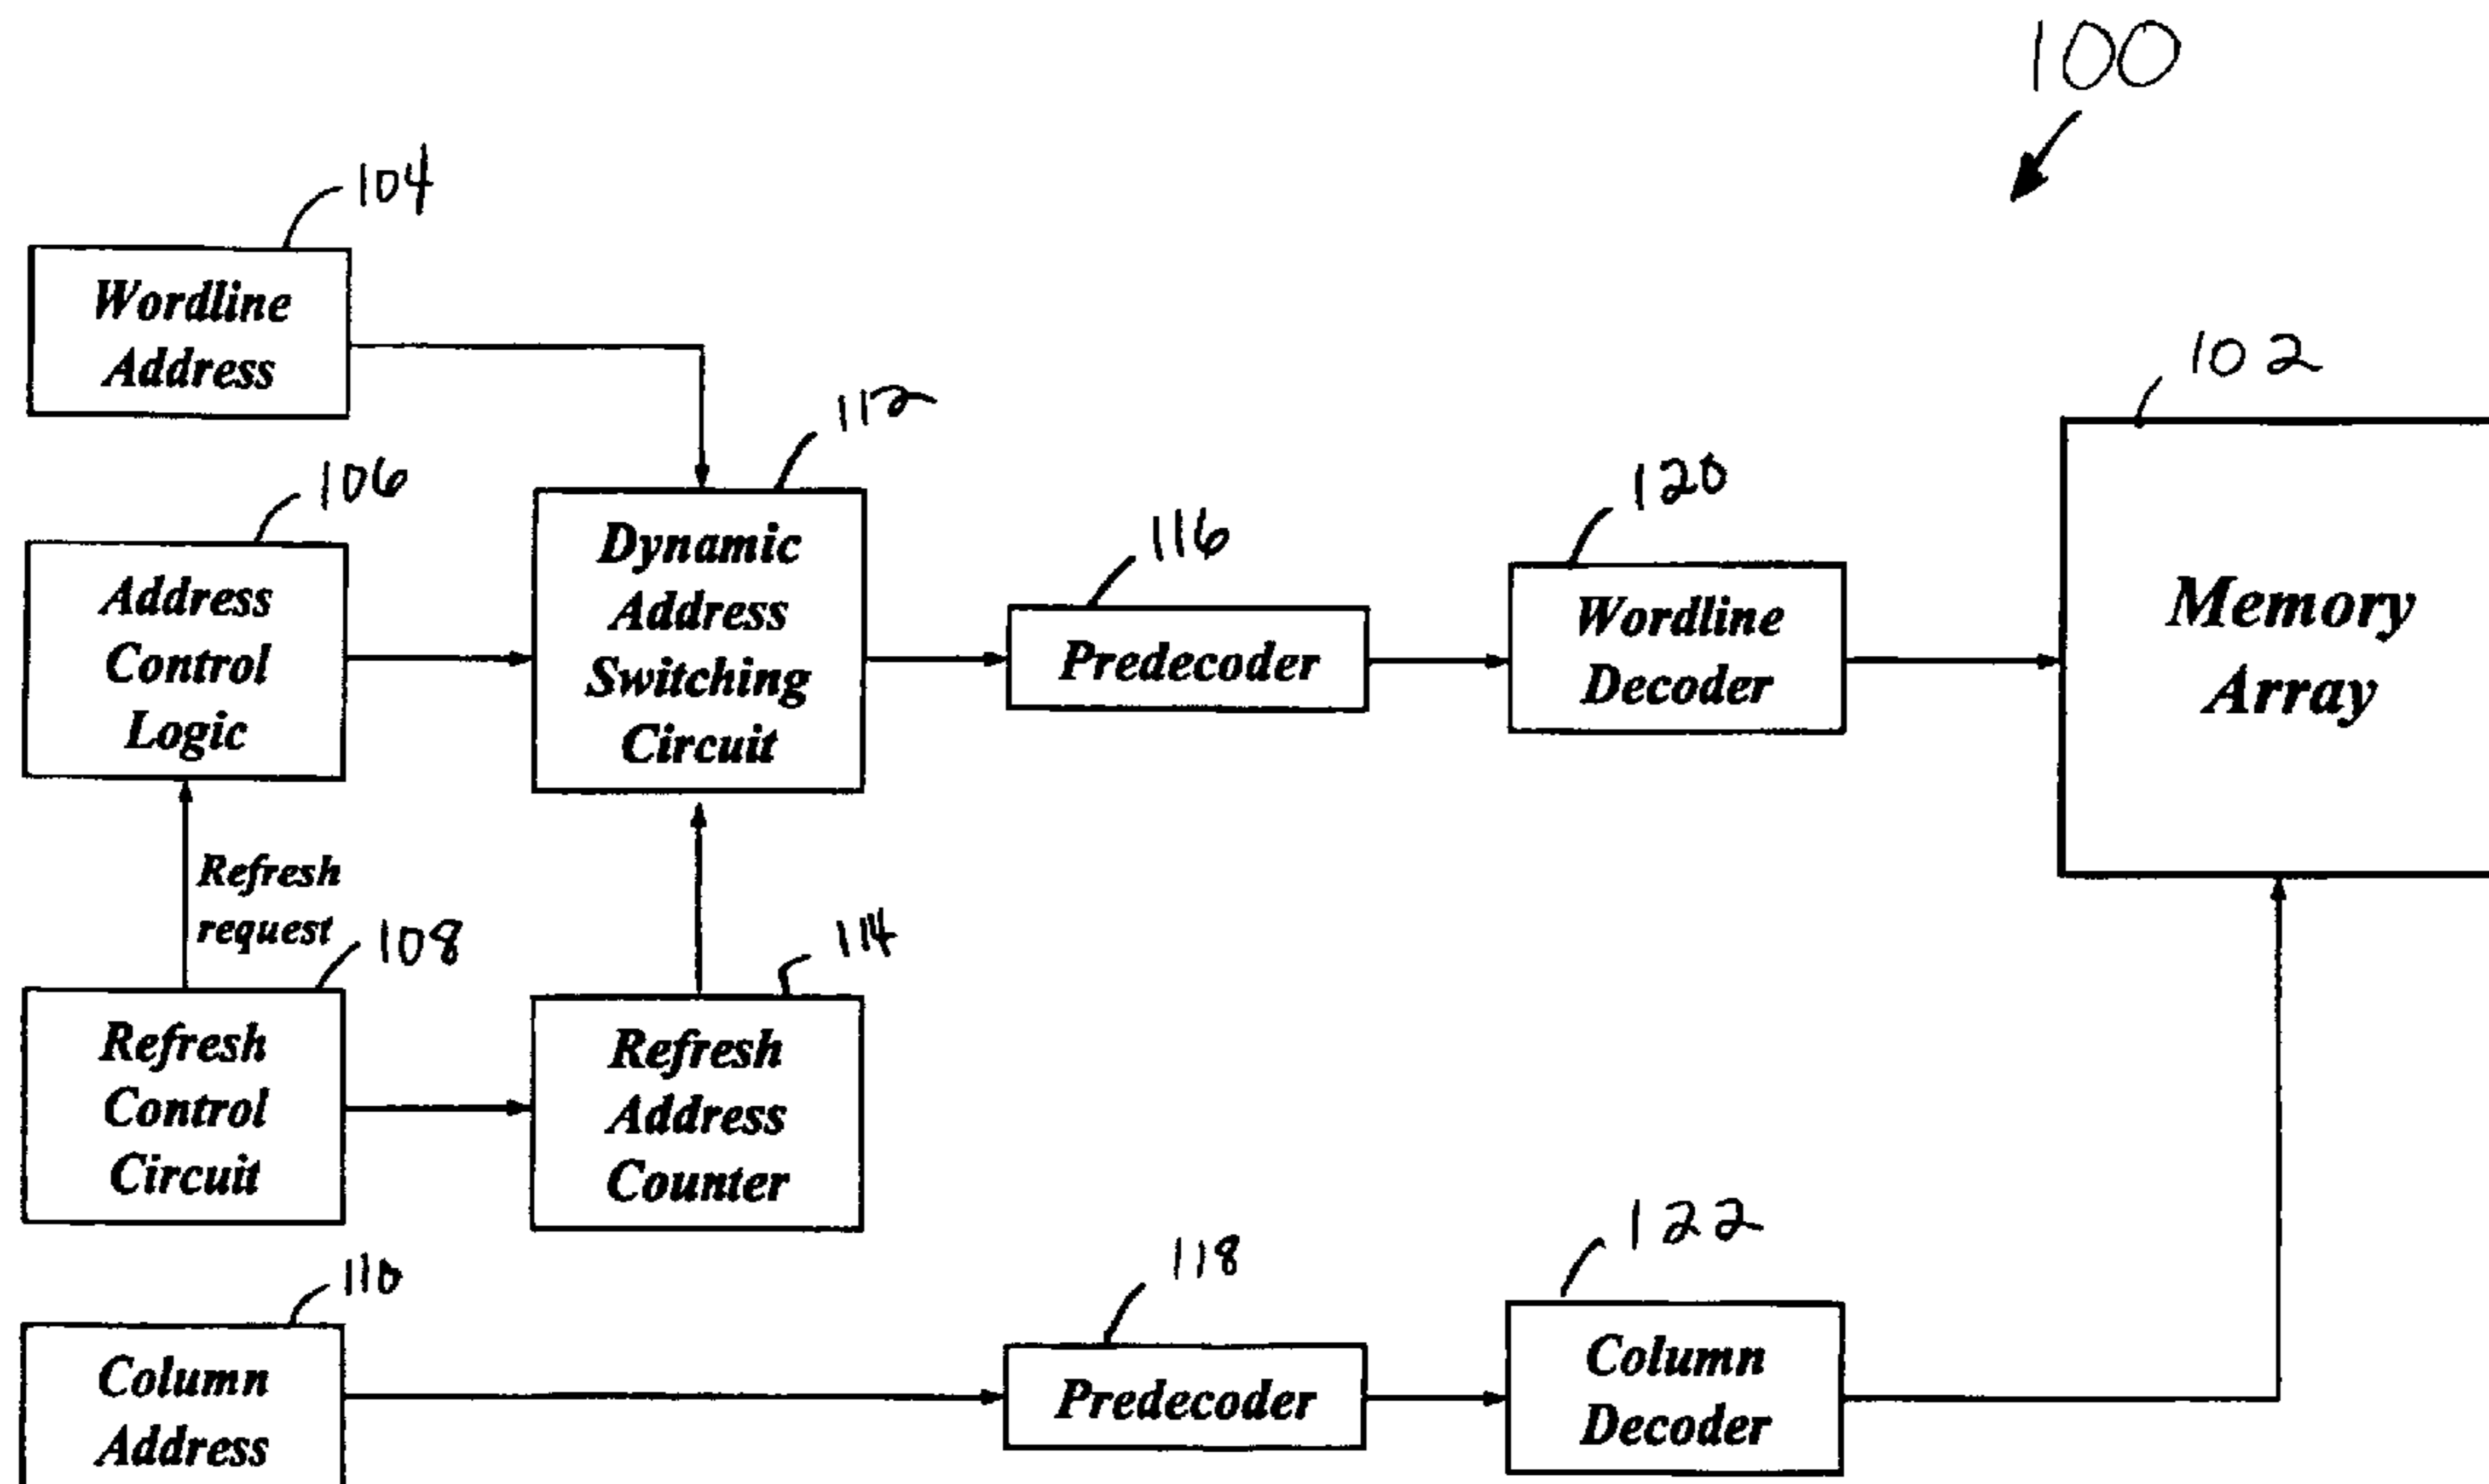 100
104
Wordline
Address
102
112
106
120
Dynamic
Address
Switching
Circuit
116
Address
Control
Logic
Wordline
Decoder
Predecoder
Memory
Array
Refresh
request
108
114
Refresh
Control
Circuit
Refresh
Address
Counter
110
118
122
Column
Address
Predecoder
Column
Decoder